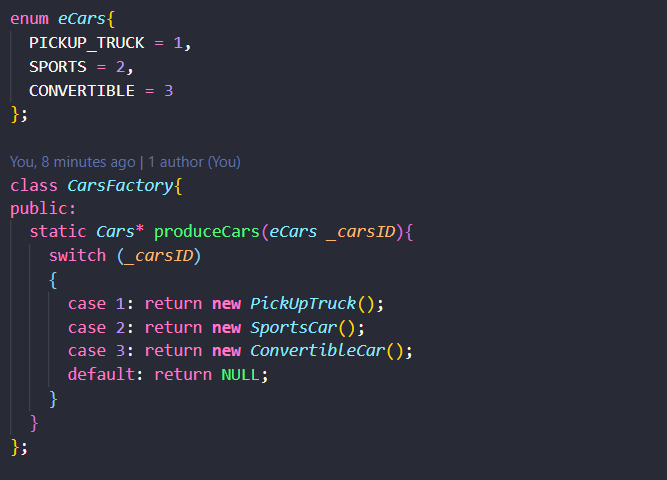 enum eCars{
PICKUP_TRUCK = 1,
SPORTS = 2,
CONVERTIBLE = 3
};
You, 8 minutes ago | 1 author (You)
class CarsFactory{
public:
static Cars* produceCars(eCars _carsID){
switch (_carsID)
{
case 1: return new PickUpTruck();
case 2: return new SportsCar();
case 3: return new ConvertibleCar();
default: return NULL;
}
}
};